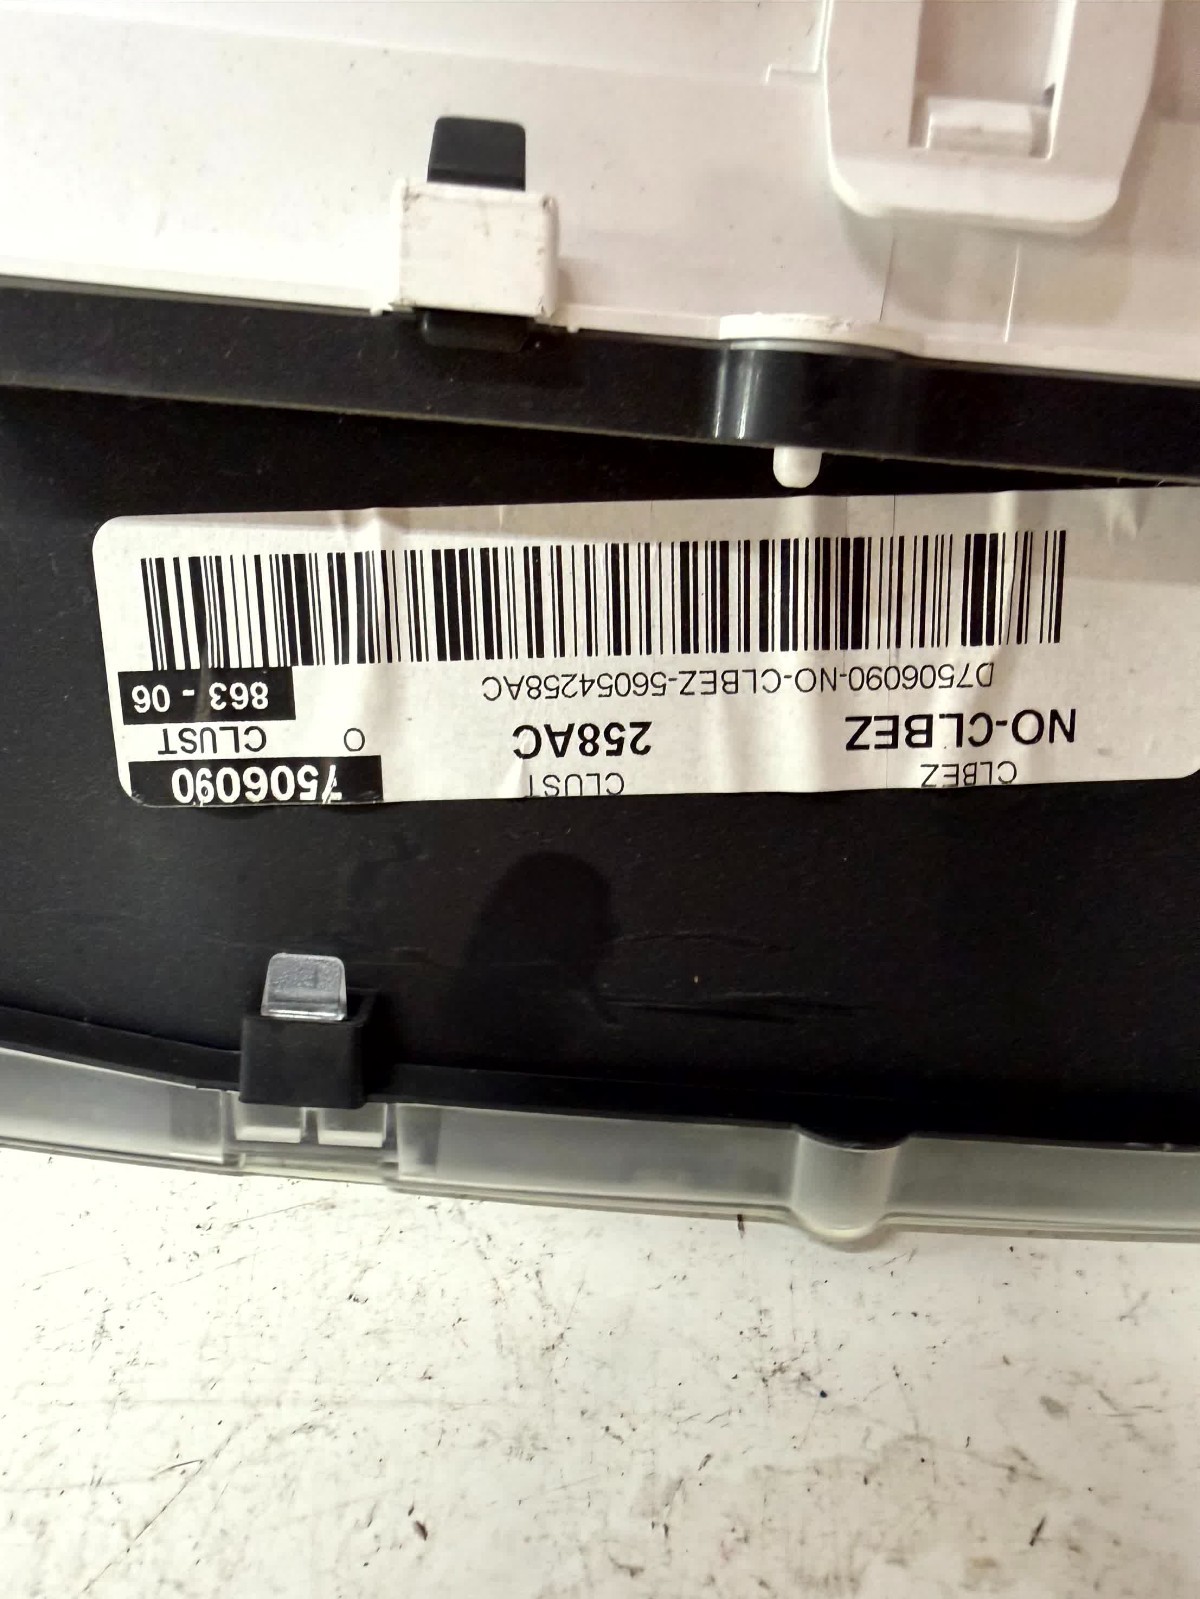 CLBEZ CLUST 7506090
NO-CLBEZ 258AC O CLUST
D7506090-NO-CLBEZ-56054258AC 863 - 06